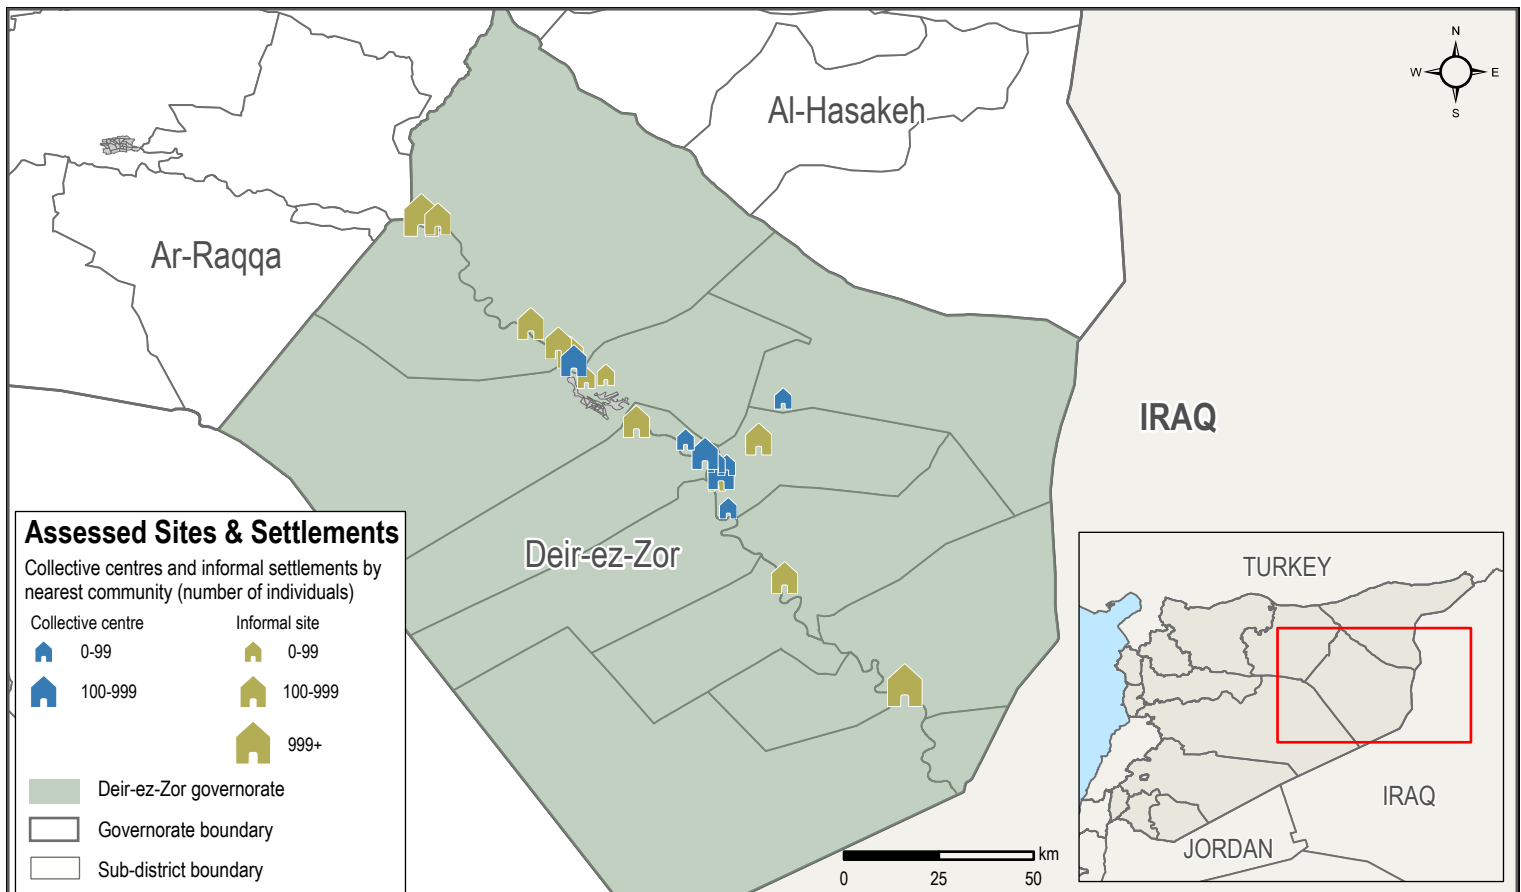 N
W
E
S
Al-Hasakeh
Ar-Raqqa
IRAQ
Deir-ez-Zor
Assessed Sites & Settlements
Collective centres and informal settlements by
nearest community (number of individuals)
Collective centre
Informal site
0-99
0-99
100-999
100-999
999+
Deir-ez-Zor governorate
Governorate boundary
Sub-district boundary
km
0
25
50
TURKEY
IRAQ
JORDAN